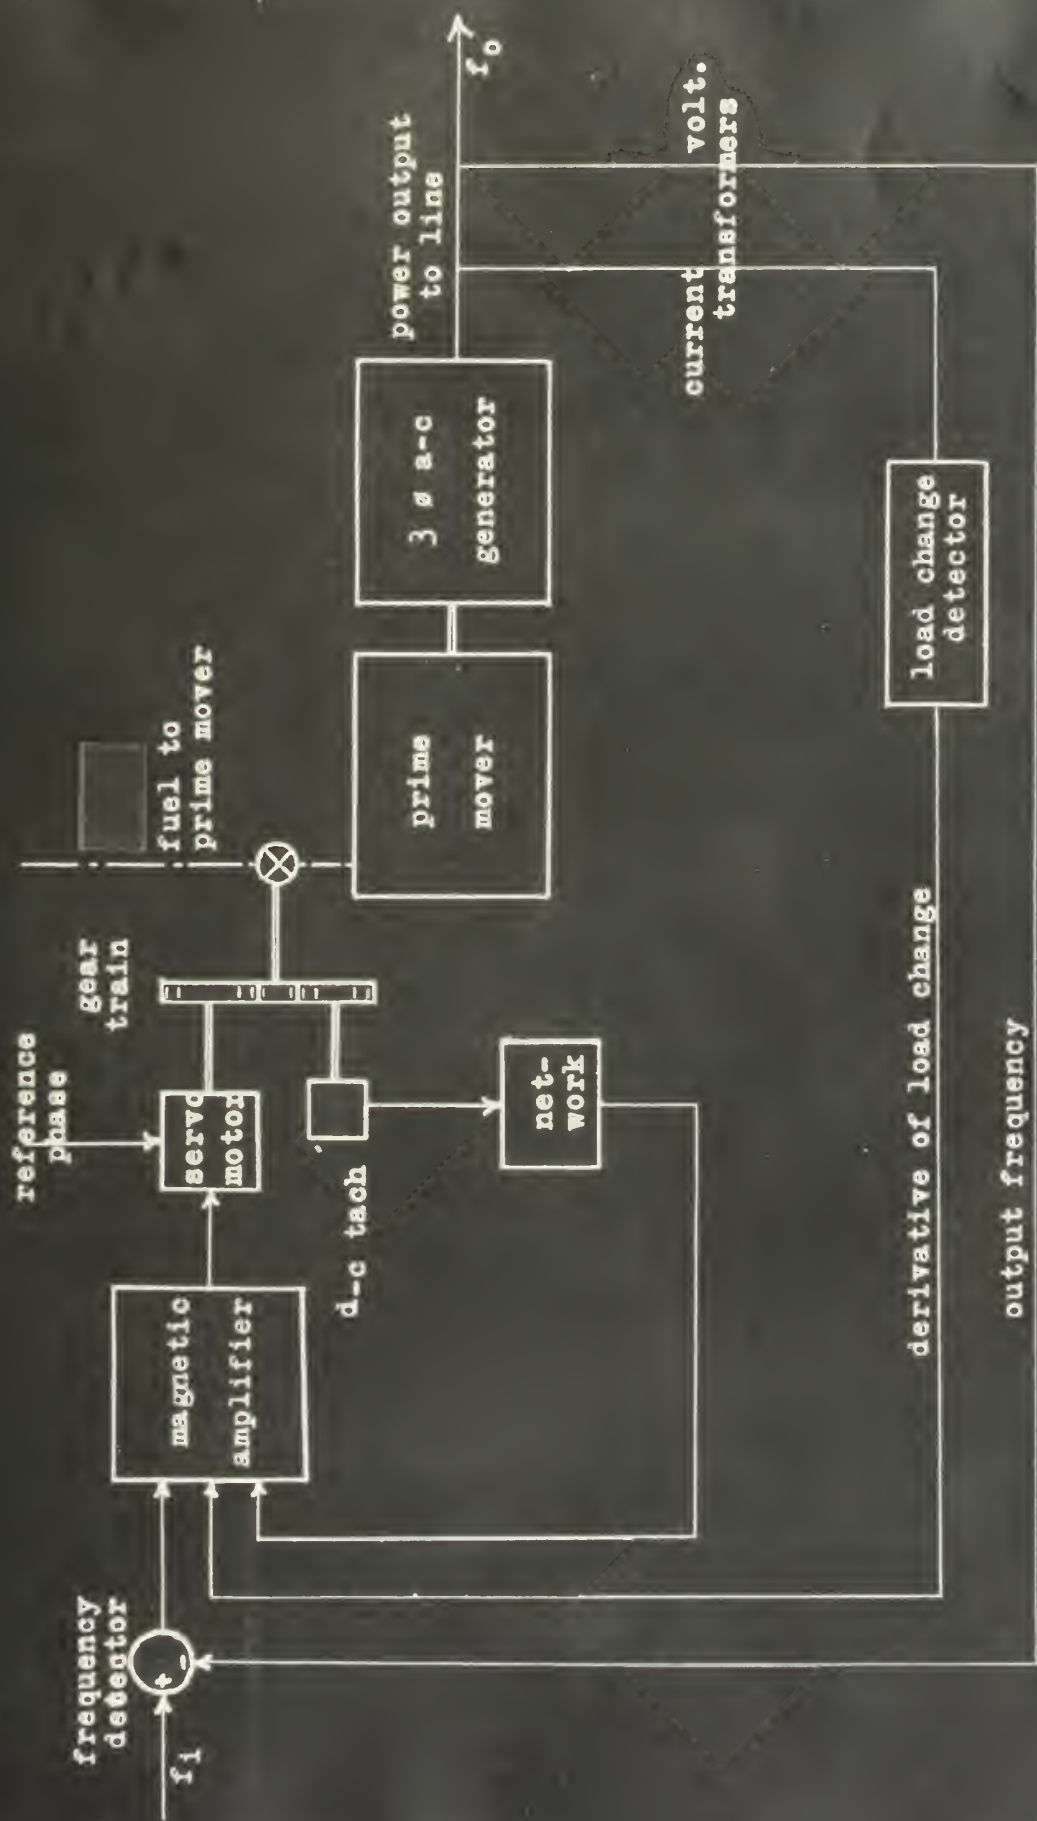 frequency
detector
f1
+
-
magnetic
amplifier
reference
phase
servo
motor
gear
train
d-c tach
net-
work
fuel to
prime mover
prime
mover
3 ø a-c
generator
power output
to line
fo
current volt.
transformers
load change
detector
derivative of load change
output frequency